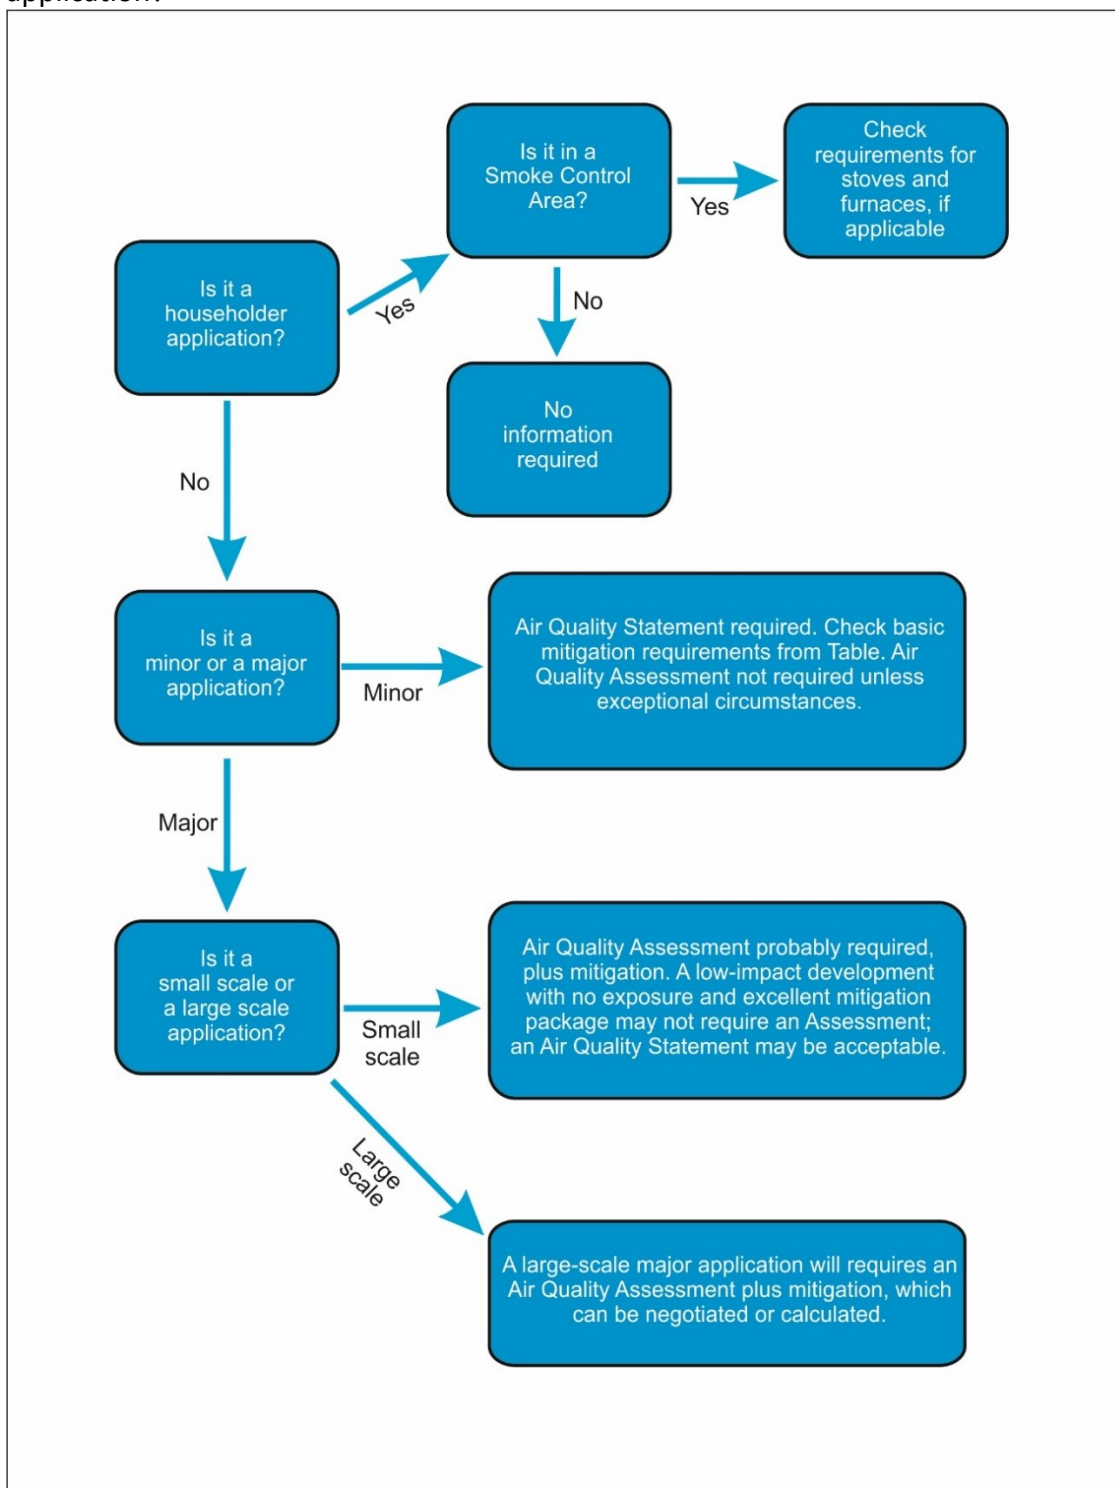 application?
Is it in a
Smoke Control
Area?
Yes
Check
requirements for
stoves and
furnaces, if
applicable
Is it a
householder
application?
Yes
No
No
information
required
No
Is it a
minor or a major
application?
Minor
Air Quality Statement required. Check basic
mitigation requirements from Table. Air
Quality Assessment not required unless
exceptional circumstances.
Major
Is it a
small scale or
a large scale
application?
Small
scale
Air Quality Assessment probably required,
plus mitigation. A low-impact development
with no exposure and excellent mitigation
package may not require an Assessment;
an Air Quality Statement may be acceptable.
Large
scale
A large-scale major application will requires an
Air Quality Assessment plus mitigation, which
can be negotiated or calculated.